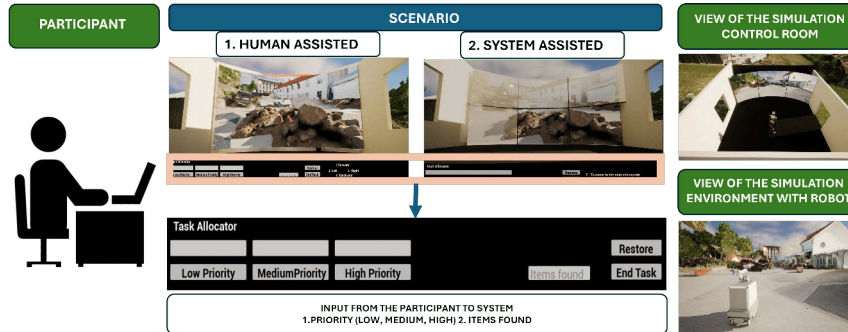 PARTICIPANT
SCENARIO
1. HUMAN ASSISTED
2. SYSTEM ASSISTED
VIEW OF THE SIMULATION
CONTROL ROOM
Task Allocator
VIEW OF THE SIMULATION
ENVIRONMENT WITH ROBOT
Task Allocator
Restore
Low Priority
MediumPriority
High Priority
Items found
End Task
INPUT FROM THE PARTICIPANT TO SYSTEM
1.PRIORITY (LOW, MEDIUM, HIGH) 2. ITEMS FOUND